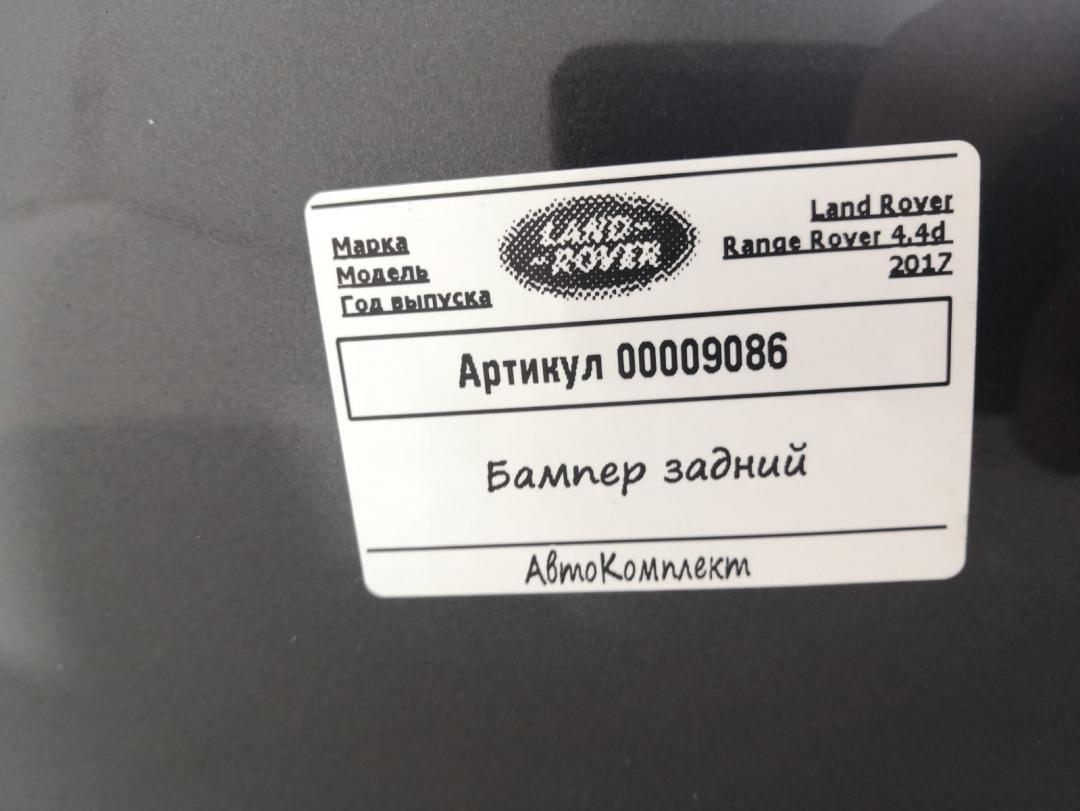 Марка Land Rover
Модель Range Rover 4.4d
Год выпуска 2017
LAND-
-ROVER
Артикул 00009086
Бампер задний
АвтоКомплект